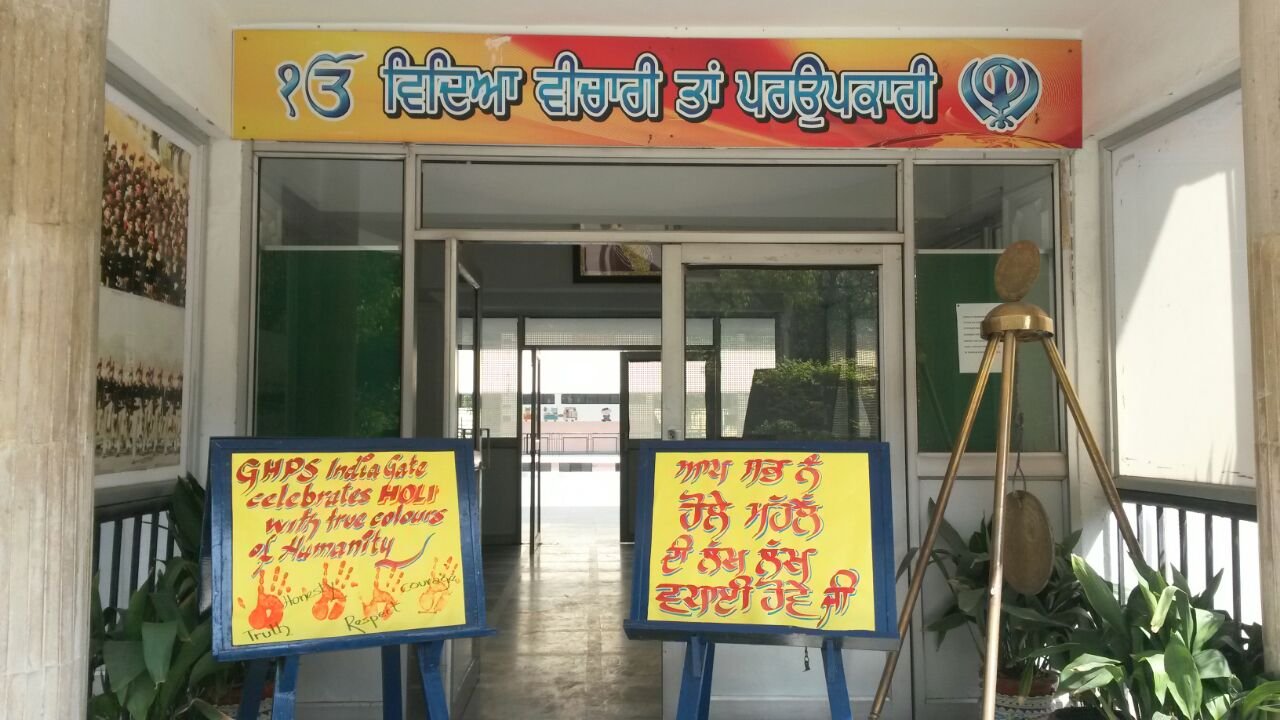 ੴ ਵਿਦਿਆ ਵੀਚਾਰੀ ਤਾਂ ਪਰਉਪਕਾਰੀ
GHPS India Gate
celebrates HOLI
with true colours
of Humanity
Truth Honesty Respect Courage
ਆਪ ਸਭ ਨੂੰ
ਹੋਲੇ ਮਹੱਲੇ
ਦੀ ਲੱਖ ਲੱਖ
ਵਧਾਈ ਹੋਵੇ ਜੀ